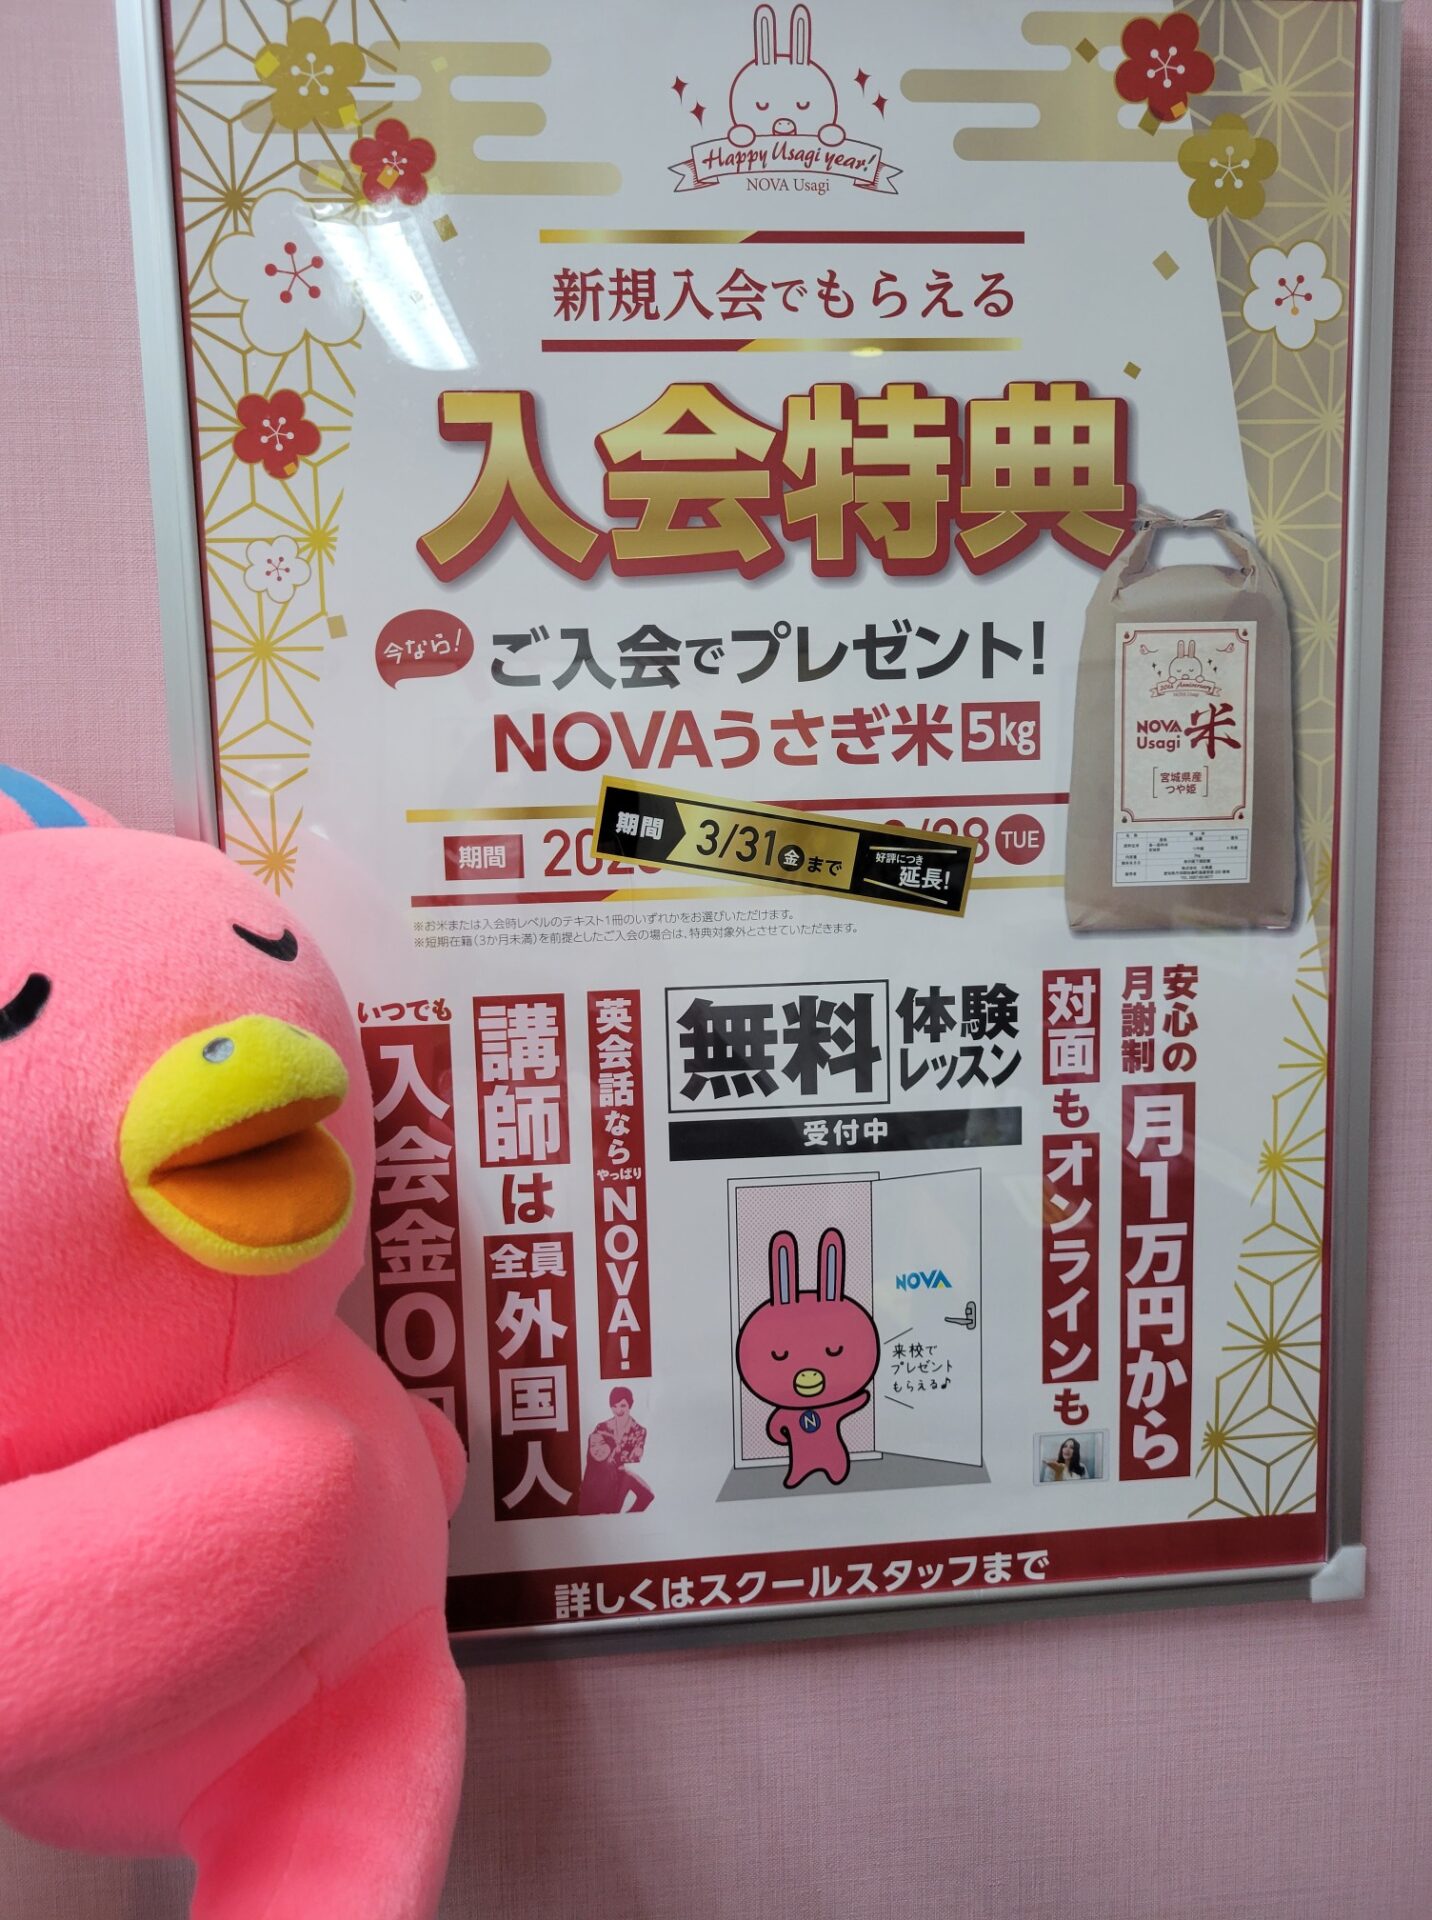 Happy Usagi year!
NOVA Usagi
新規入会でもらえる
入会特典
今なら!
ご入会でプレゼント!
NOVAうさぎ米 5kg
20th Anniversary
NOVA Usagi
NOVA
Usagi
米
宮城県産
つや姫
期間
TUE
期間 3/31金まで
好評につき
延長!
※お米または入会時レベルのテキスト1冊のいずれかをお選びいただけます。
※短期在籍(3か月未満)を前提としたご入会の場合は、特典対象外とさせていただきます。
安心の
月謝制
月1万円から
対面もオンラインも
無料
体験
レッスン
受付中
NOVA
来校で
プレゼント
もらえる♪
N
英会話なら
やっぱり
NOVA!
講師は
全員
外国人
いつでも
入会金0
詳しくはスクールスタッフまで